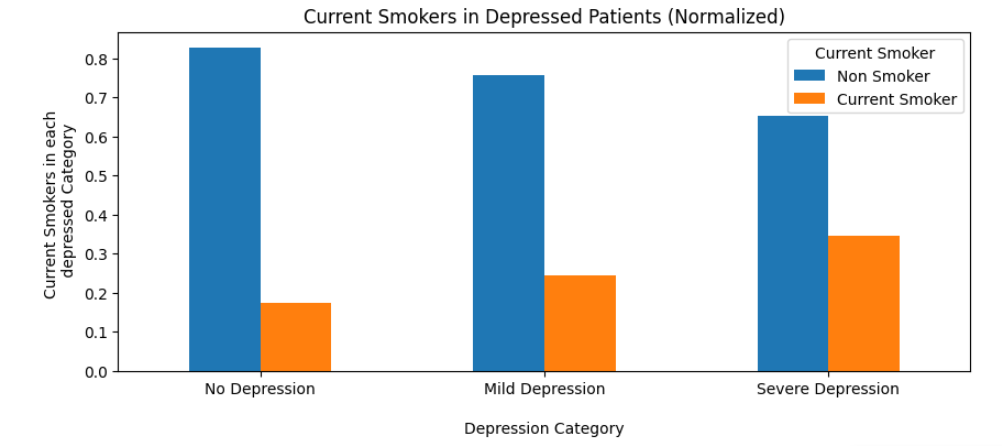 Current Smokers in Depressed Patients (Normalized)
Current Smoker
Non Smoker
Current Smoker
Current Smokers in each
depressed Category
0.8
0.7
0.6
0.5
0.4
0.3
0.2
0.1
0.0
No Depression
Mild Depression
Severe Depression
Depression Category